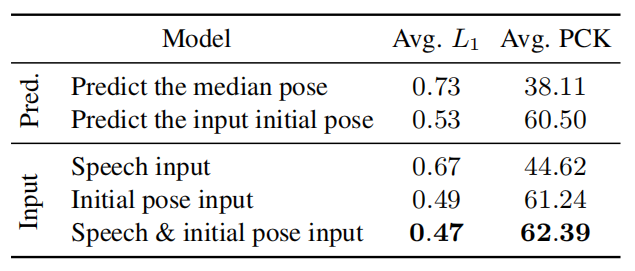 Model Avg. L1 Avg. PCK
Pred.
Predict the median pose 0.73 38.11
Predict the input initial pose 0.53 60.50
Input
Speech input 0.67 44.62
Initial pose input 0.49 61.24
Speech & initial pose input 0.47 62.39